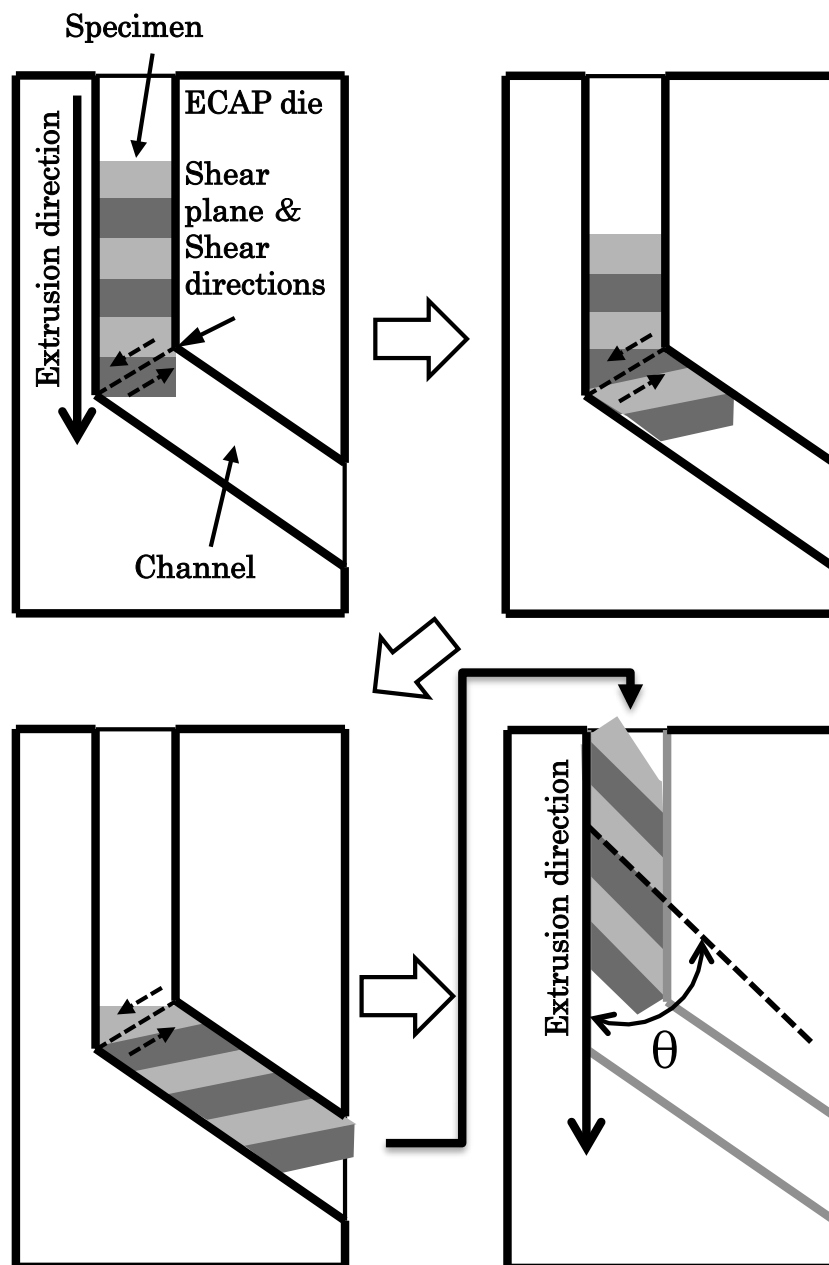 Specimen
ECAP die
Extrusion direction
Shear
plane &
Shear
directions
Channel
Extrusion direction
θ